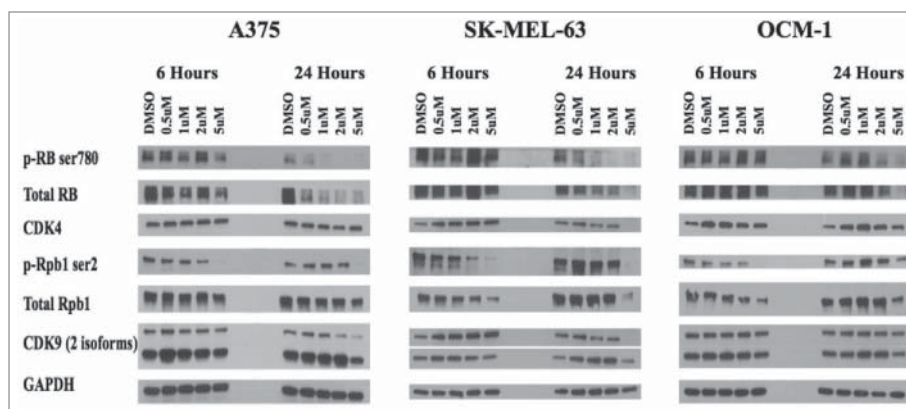 A375 SK-MEL-63 OCM-1
6 Hours 24 Hours 6 Hours 24 Hours 6 Hours 24 Hours
DMSO 0.5uM 1uM 2uM 5uM DMSO 0.5uM 1uM 2uM 5uM DMSO 0.5uM 1uM 2uM 5uM DMSO 0.5uM 1uM 2uM 5uM DMSO 0.5uM 1uM 2uM 5uM DMSO 0.5uM 1uM 2uM 5uM
p-RB ser780
Total RB
CDK4
p-Rpb1 ser2
Total Rpb1
CDK9 (2 isoforms)
GAPDH